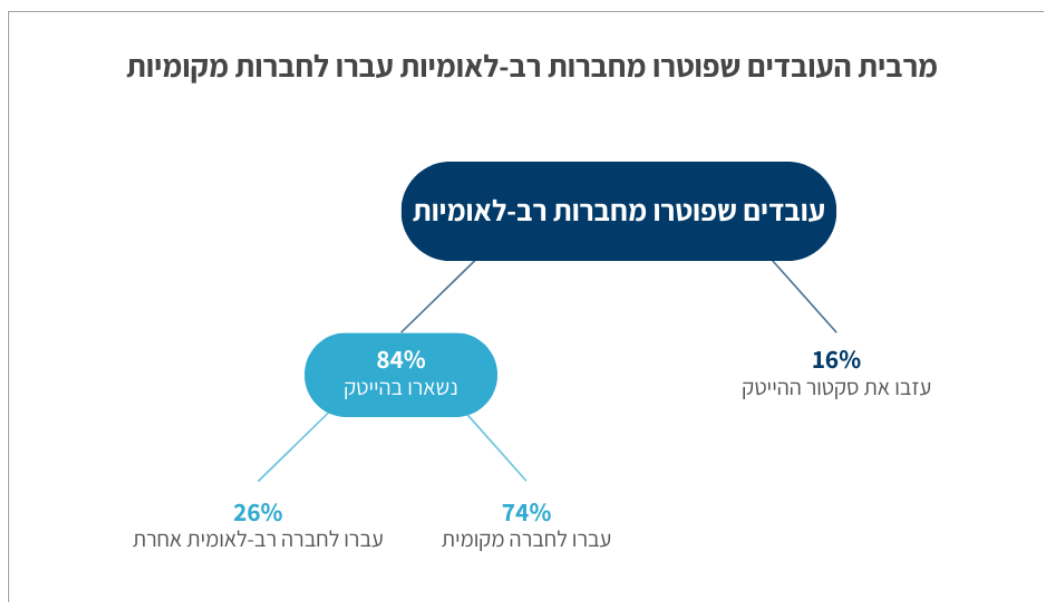 מרבית העובדים שפוטרו מחברות רב-לאומיות עברו לחברות מקומיות
עובדים שפוטרו מחברות רב-לאומיות
16%
עזבו את סקטור ההייטק
84%
נשארו בהייטק
74%
עברו לחברה מקומית
26%
עברו לחברה רב-לאומית אחרת